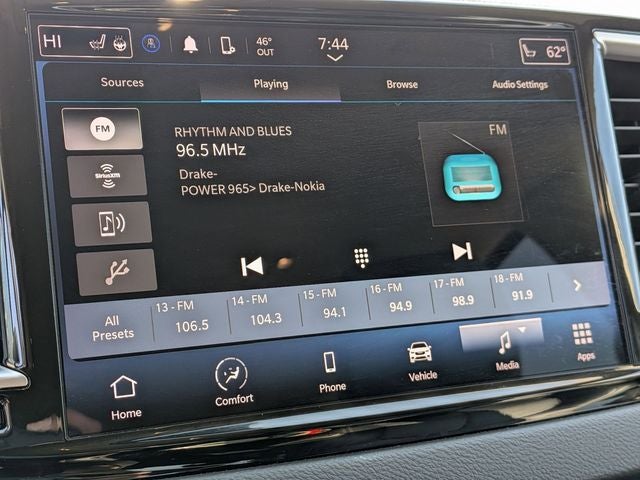 HI 46° OUT 7:44 62°
Sources Playing Browse Audio Settings
FM
RHYTHM AND BLUES
96.5 MHz
Drake-
POWER 965> Drake-Nokia
FM
SiriusXM
All Presets
13 - FM 14 - FM 15 - FM 16 - FM 17 - FM 18 - FM
106.5 104.3 94.1 94.9 98.9 91.9
Home Comfort Phone Vehicle Media Apps